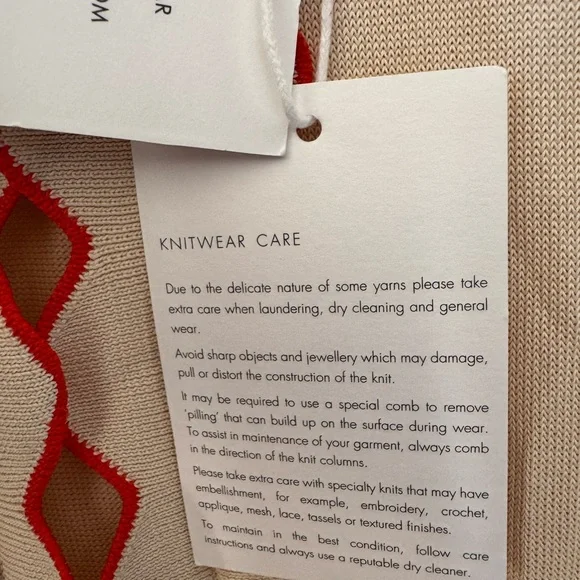 R
OM
KNITWEAR CARE
Due to the delicate nature of some yarns please take
extra care when laundering, dry cleaning and general
wear.
Avoid sharp objects and jewellery which may damage,
pull or distort the construction of the knit.
It may be required to use a special comb to remove
'pilling' that can build up on the surface during wear.
To assist in maintenance of your garment, always comb
in the direction of the knit columns.
Please take extra care with specialty knits that may have
embellishment, for example, embroidery, crochet,
applique, mesh, lace, tassels or textured finishes.
To maintain in the best condition, follow care
instructions and always use a reputable dry cleaner.